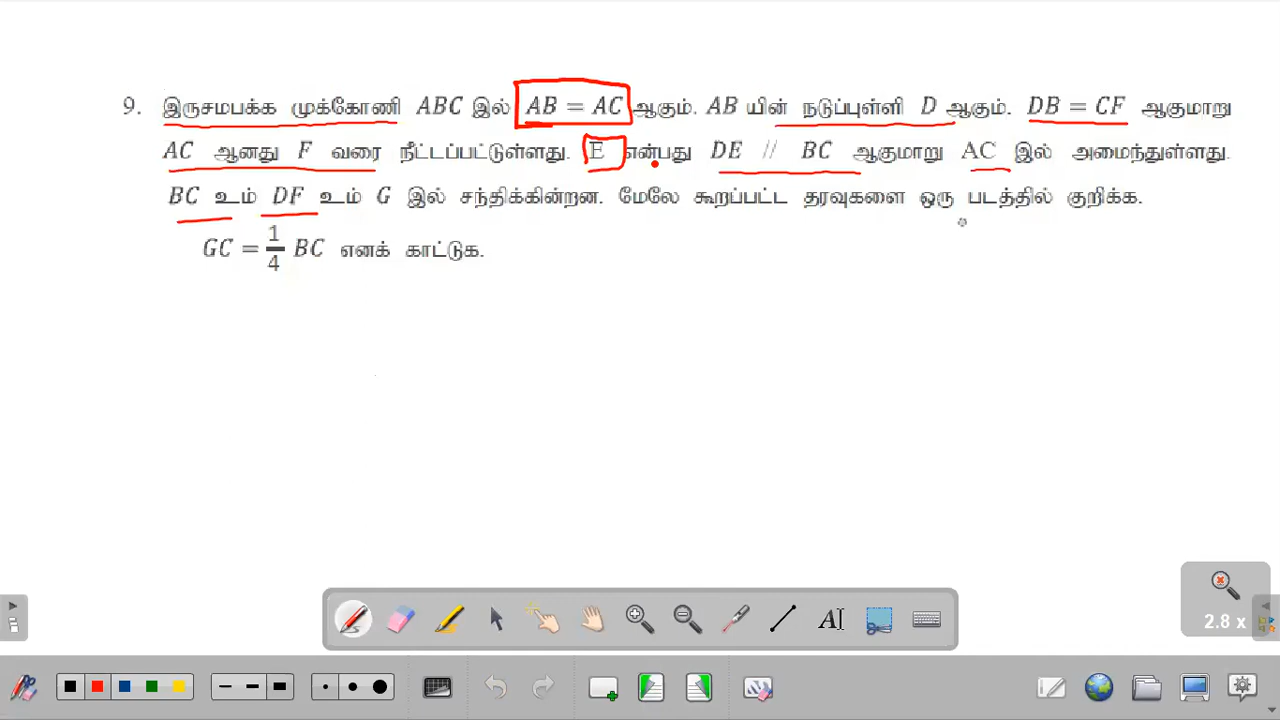 9. இருசமபக்க முக்கோணி ABC இல் AB = AC ஆகும். AB யின் நடுப்புள்ளி D ஆகும். DB = CF ஆகுமாறு
AC ஆனது F வரை நீட்டப்பட்டுள்ளது. E என்பது DE // BC ஆகுமாறு AC இல் அமைந்துள்ளது.
BC உம் DF உம் G இல் சந்திக்கின்றன. மேலே கூறப்பட்ட தரவுகளை ஒரு படத்தில் குறிக்க.
GC = 1/4 BC எனக் காட்டுக.
2.8 x